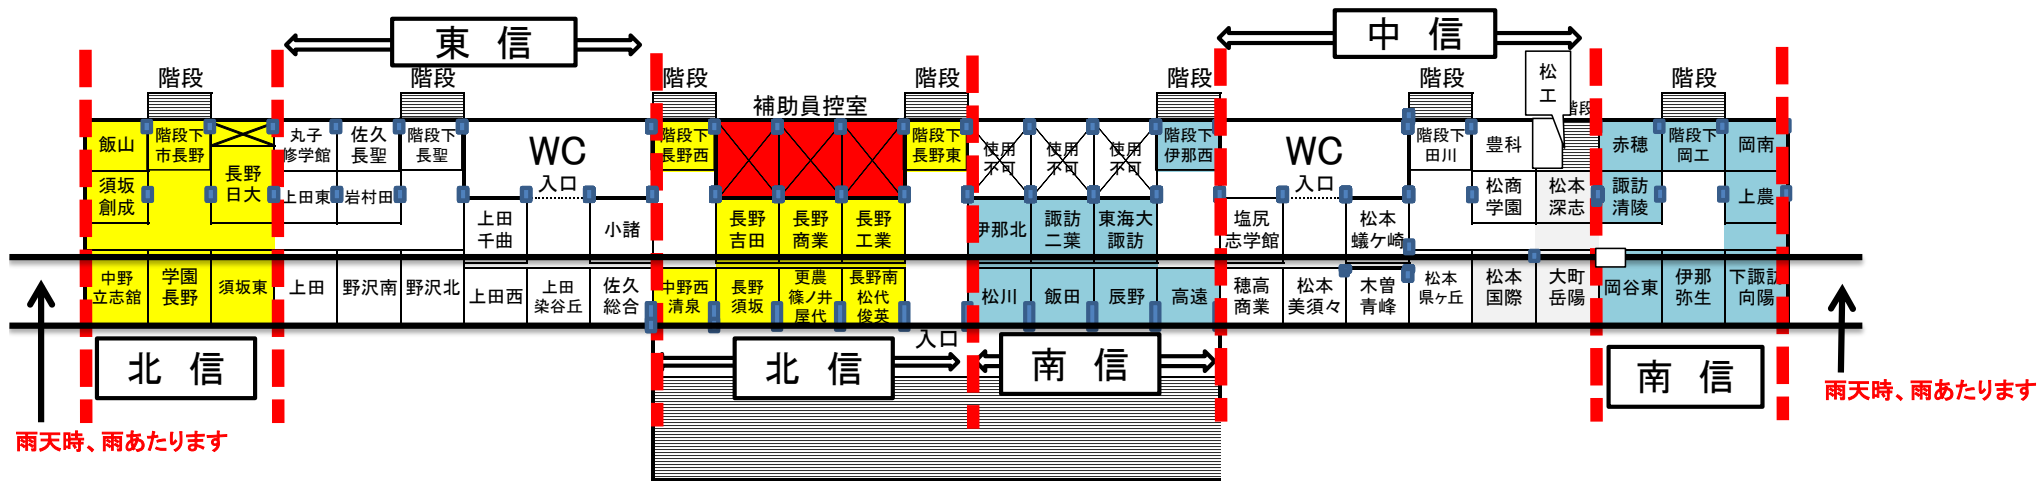 東 信
中 信
階段
階段
階段
階段
階段
階段
階段
階段
松
工
補助員控室
飯山
階段下
市長野
丸子
修学館
佐久
長聖
階段下
長聖
WC
入口
階段下
長野西
階段下
長野東
使用
不可
使用
不可
使用
不可
階段下
伊那西
WC
入口
階段下
田川
豊科
赤穂
階段下
岡工
岡南
須坂
創成
長野
日大
上田東
岩村田
上田
千曲
小諸
長野
吉田
長野
商業
長野
工業
伊那北
諏訪
二葉
東海大
諏訪
塩尻
志学館
松本
蟻ケ崎
松商
学園
松本
深志
諏訪
清陵
上農
中野
立志舘
学園
長野
須坂東
上田
野沢南
野沢北
上田西
上田
染谷丘
佐久
総合
中野西
清泉
長野
須坂
更農
篠ノ井
屋代
長野南
松代
俊英
松川
飯田
辰野
高遠
穂高
商業
松本
美須々
木曽
青峰
松本
県ヶ丘
松本
国際
大町
岳陽
岡谷東
伊那
弥生
下諏訪
向陽
入口
北 信
北 信
南 信
南 信
雨天時、雨あたります
雨天時、雨あたります